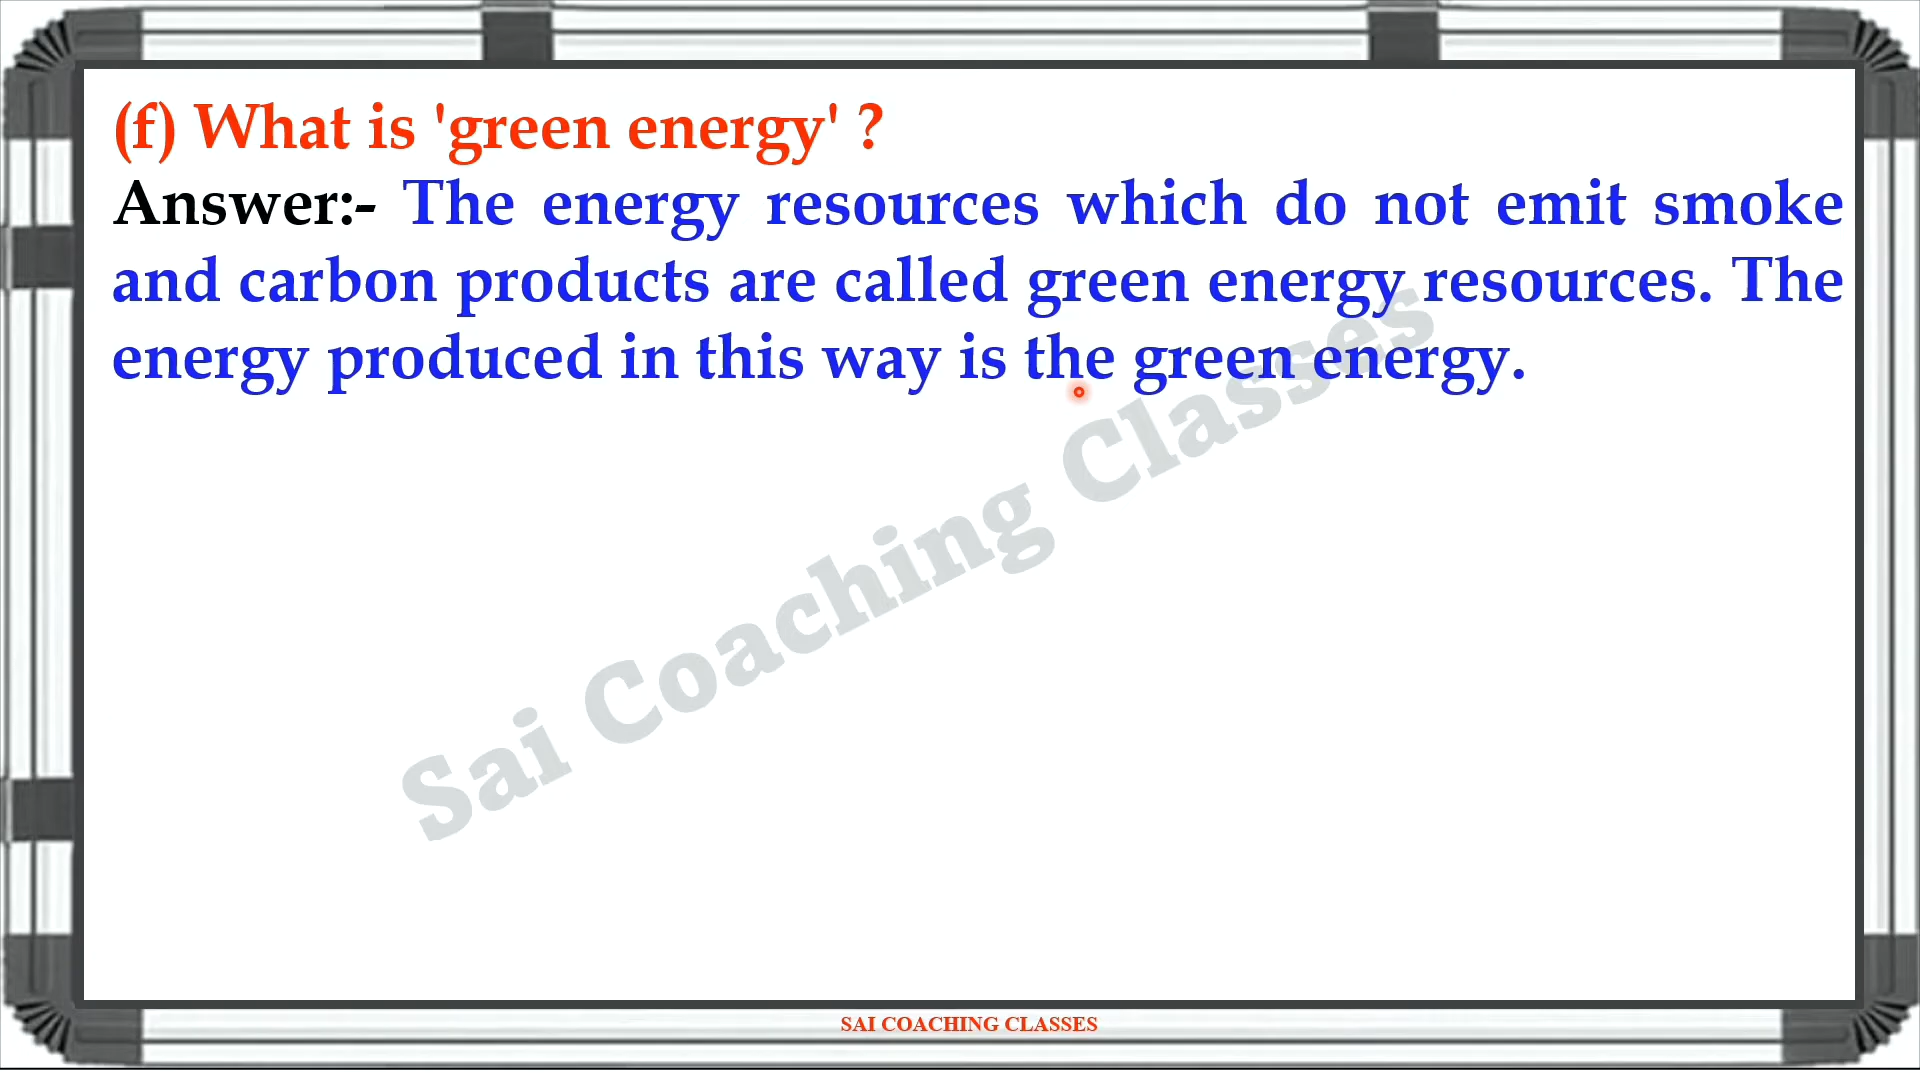 (f) What is 'green energy' ?
Answer:- The energy resources which do not emit smoke
and carbon products are called green energy resources. The
energy produced in this way is the green energy.
Sai Coaching Classes
SAI COACHING CLASSES